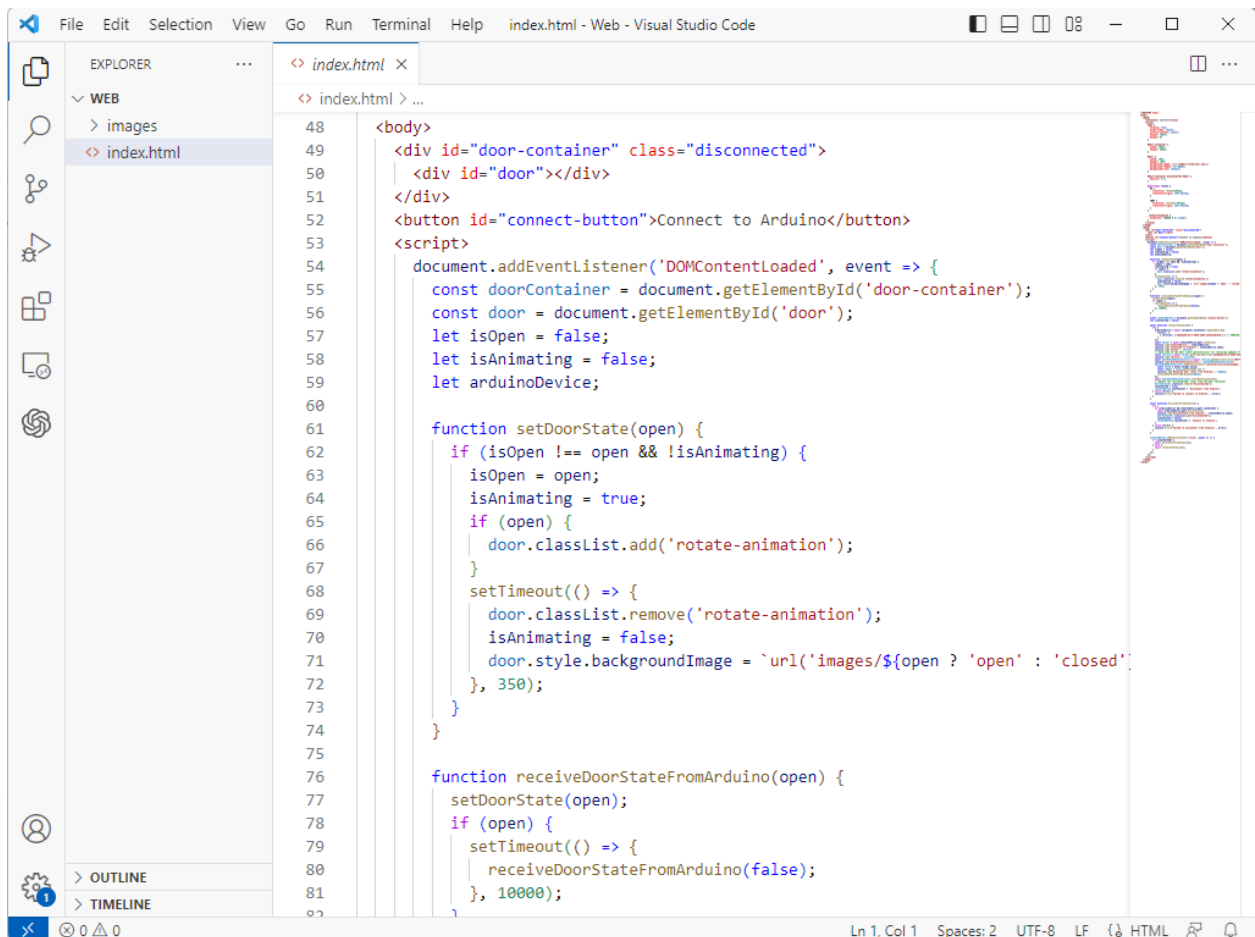 File Edit Selection View Go Run Terminal Help index.html - Web - Visual Studio Code
EXPLORER
WEB
images
index.html
OUTLINE
TIMELINE
index.html
index.html > ...
48 <body>
49 <div id="door-container" class="disconnected">
50 <div id="door"></div>
51 </div>
52 <button id="connect-button">Connect to Arduino</button>
53 <script>
54 document.addEventListener('DOMContentLoaded', event => {
55 const doorContainer = document.getElementById('door-container');
56 const door = document.getElementById('door');
57 let isOpen = false;
58 let isAnimating = false;
59 let arduinoDevice;
60
61 function setDoorState(open) {
62 if (isOpen !== open && !isAnimating) {
63 isOpen = open;
64 isAnimating = true;
65 if (open) {
66 door.classList.add('rotate-animation');
67 }
68 setTimeout(() => {
69 door.classList.remove('rotate-animation');
70 isAnimating = false;
71 door.style.backgroundImage = `url('images/${open ? 'open' : 'closed'}
72 }, 350);
73 }
74 }
75
76 function receiveDoorStateFromArduino(open) {
77 setDoorState(open);
78 if (open) {
79 setTimeout(() => {
80 receiveDoorStateFromArduino(false);
81 }, 10000);
82 }
1
0 0 Ln 1, Col 1 Spaces: 2 UTF-8 LF HTML